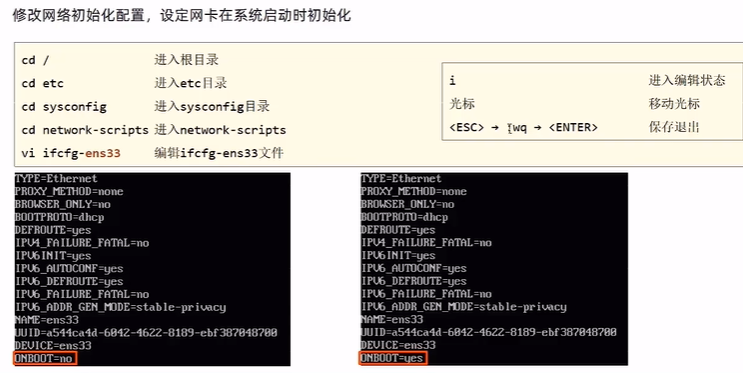 修改网络初始化配置，设定网卡在系统启动时初始化
cd / 进入根目录
cd etc 进入etc目录
cd sysconfig 进入sysconfig目录
cd network-scripts 进入network-scripts
vi ifcfg-ens33 编辑ifcfg-ens33文件
i 进入编辑状态
光标 移动光标
<ESC> → :wq → <ENTER> 保存退出
TYPE=Ethernet
PROXY_METHOD=none
BROWSER_ONLY=no
BOOTPROTO=dhcp
DEFROUTE=yes
IPV4_FAILURE_FATAL=no
IPV6INIT=yes
IPV6_AUTOCONF=yes
IPV6_DEFROUTE=yes
IPV6_FAILURE_FATAL=no
IPV6_ADDR_GEN_MODE=stable-privacy
NAME=ens33
UUID=a544ca4d-6042-4622-8189-ebf387048700
DEVICE=ens33
ONBOOT=no
TYPE=Ethernet
PROXY_METHOD=none
BROWSER_ONLY=no
BOOTPROTO=dhcp
DEFROUTE=yes
IPV4_FAILURE_FATAL=no
IPV6INIT=yes
IPV6_AUTOCONF=yes
IPV6_DEFROUTE=yes
IPV6_FAILURE_FATAL=no
IPV6_ADDR_GEN_MODE=stable-privacy
NAME=ens33
UUID=a544ca4d-6042-4622-8189-ebf387048700
DEVICE=ens33
ONBOOT=yes